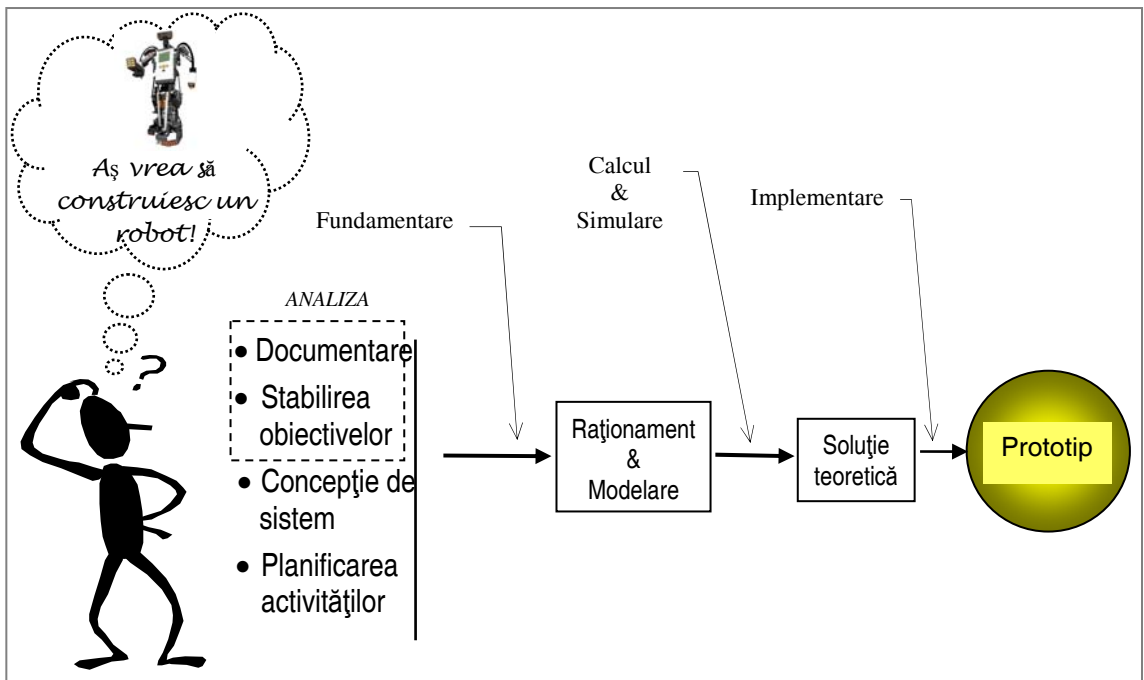 Aş vrea să
construiesc un
robot!
Fundamentare
Calcul
&
Simulare
Implementare
ANALIZA
• Documentare
• Stabilirea
obiectivelor
• Concepţie de
sistem
• Planificarea
activităţilor
?
Raţionament
&
Modelare
Soluţie
teoretică
Prototip